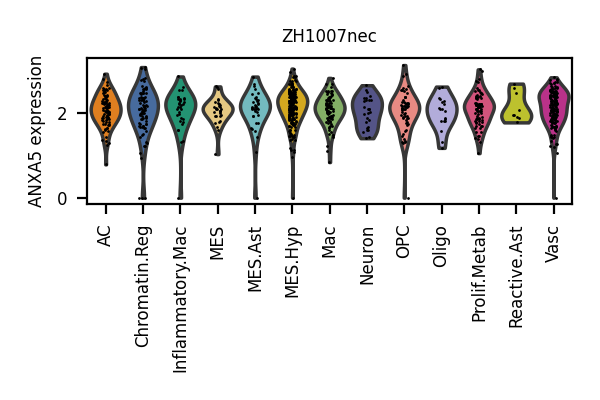 ZH1007nec
ANXA5 expression
2
0
AC
Chromatin.Reg
Inflammatory.Mac
MES
MES.Ast
MES.Hyp
Mac
Neuron
OPC
Oligo
Prolif.Metab
Reactive.Ast
Vasc